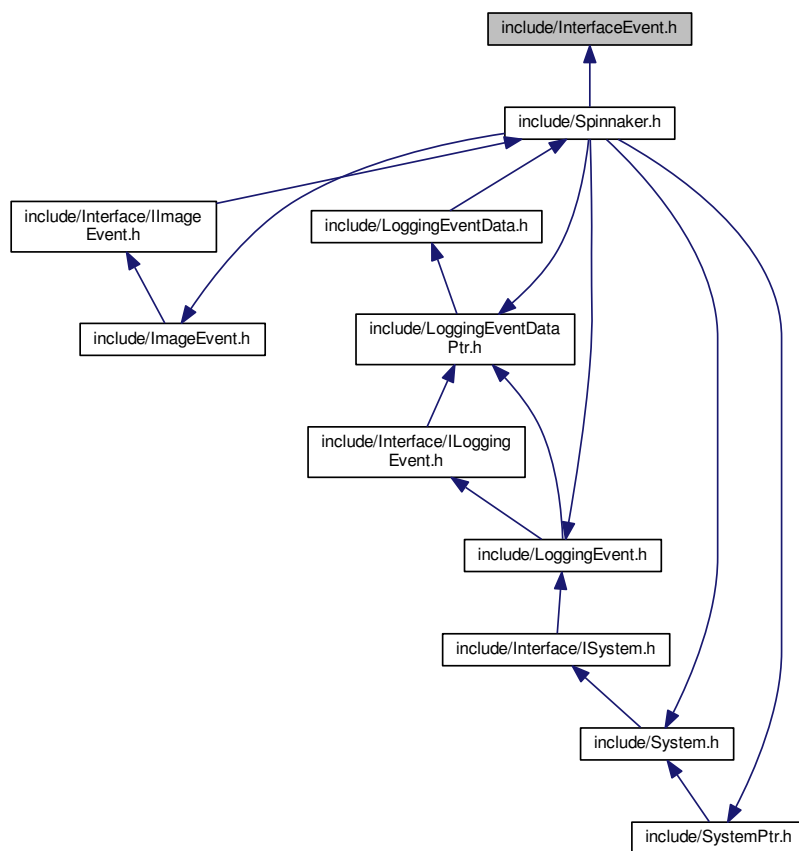 include/InterfaceEvent.h
include/Spinnaker.h
include/Interface/IImage
Event.h
include/LoggingEventData.h
include/ImageEvent.h
include/LoggingEventData
Ptr.h
include/Interface/ILogging
Event.h
include/LoggingEvent.h
include/Interface/ISystem.h
include/System.h
include/SystemPtr.h